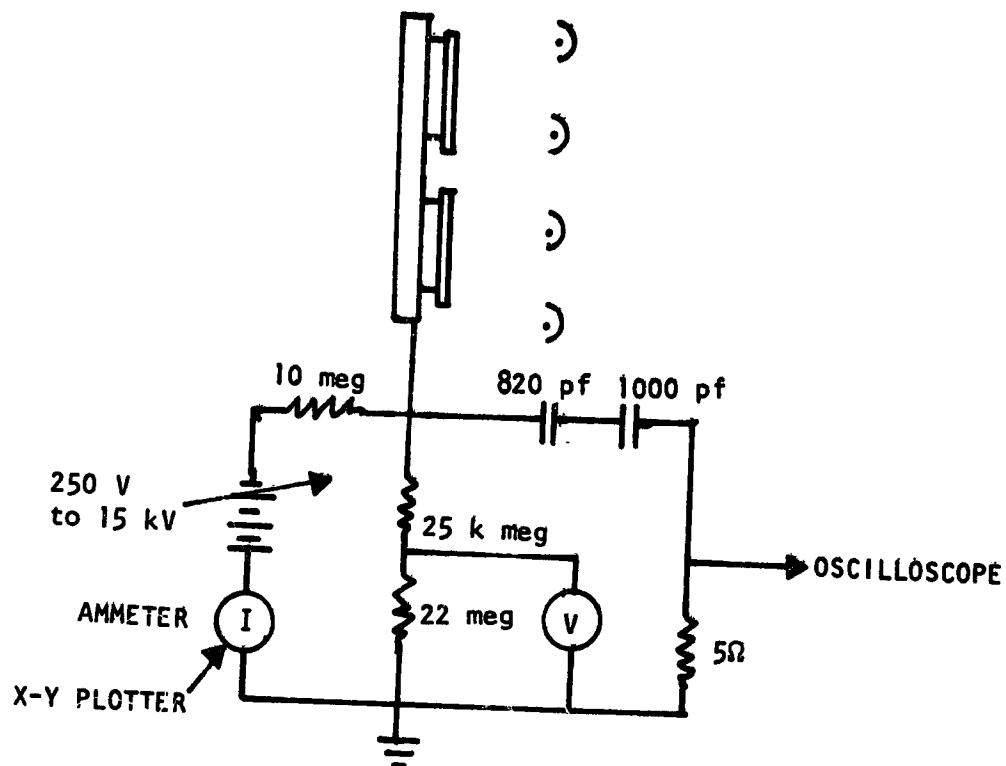 10 meg
820 pf
1000 pf
250 V
to 15 kV
25 k meg
OSCILLOSCOPE
AMMETER
I
22 meg
V
5Ω
X-Y PLOTTER